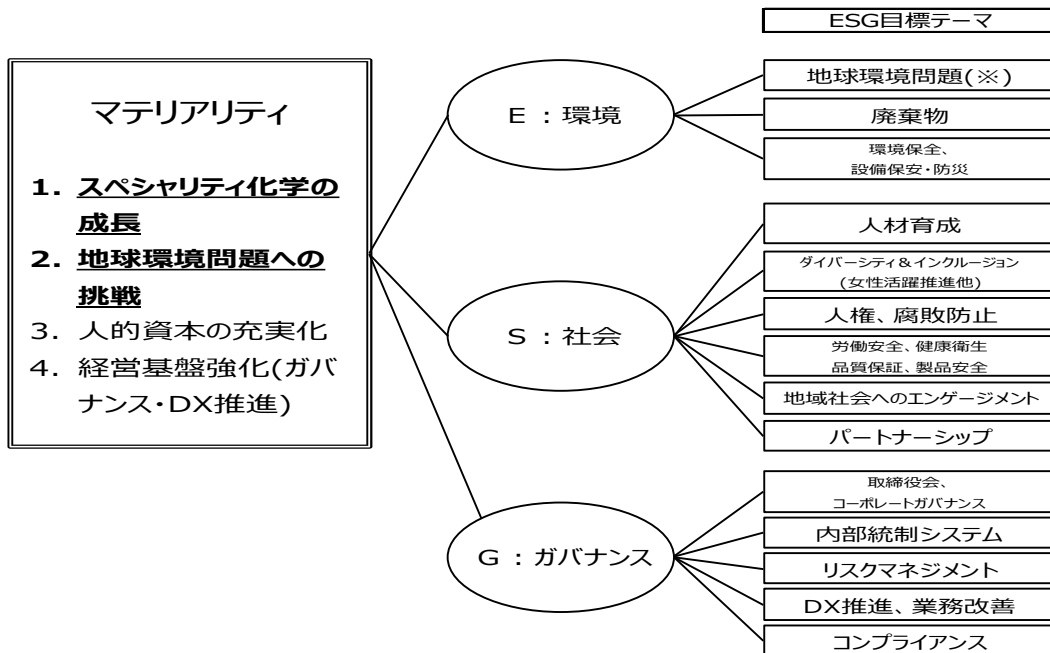 ESG目標テーマ
マテリアリティ
1. スペシャリティ化学の
成長
2. 地球環境問題への
挑戦
3. 人的資本の充実化
4. 経営基盤強化(ガバ
ナンス・DX推進)
E：環境
地球環境問題(※)
廃棄物
環境保全、
設備保安・防災
S：社会
人材育成
ダイバーシティ＆インクルージョン
(女性活躍推進他)
人権、腐敗防止
労働安全、健康衛生
品質保証、製品安全
地域社会へのエンゲージメント
パートナーシップ
G：ガバナンス
取締役会、
コーポレートガバナンス
内部統制システム
リスクマネジメント
DX推進、業務改善
コンプライアンス